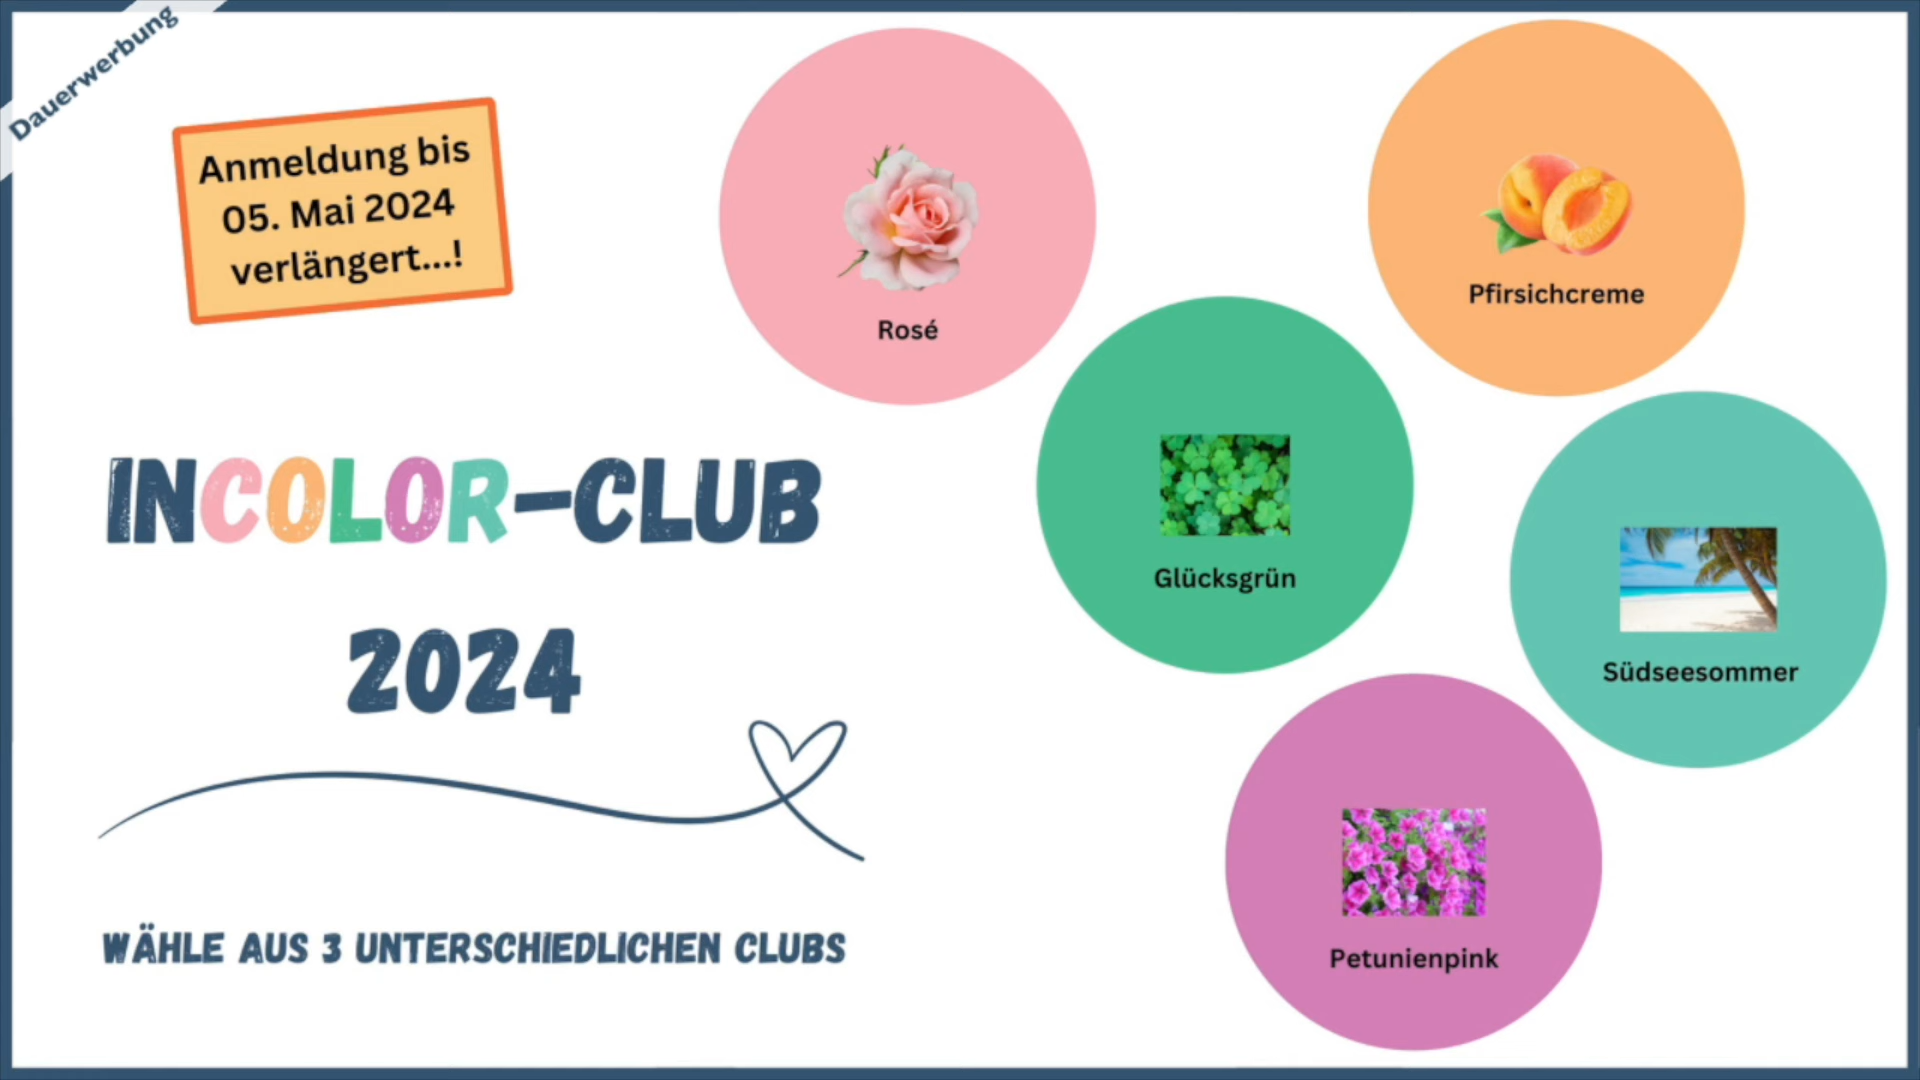 Dauerwerbung
Anmeldung bis
05. Mai 2024
verlängert...!
INCOLOR-CLUB
2024
WÄHLE AUS 3 UNTERSCHIEDLICHEN CLUBS
Rosé
Pfirsichcreme
Glücksgrün
Südseesommer
Petunienpink